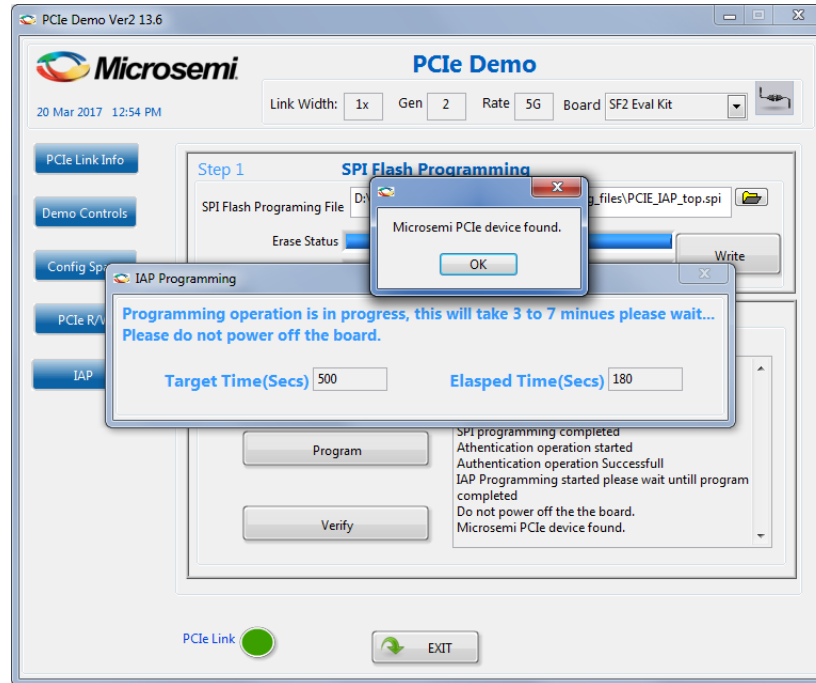 PCIe Demo Ver2 13.6
Microsemi.
PCIe Demo
20 Mar 2017 12:54 PM
Link Width: 1x Gen 2 Rate 5G Board SF2 Eval Kit
PCIe Link Info
Demo Controls
PCIe R/
IAP
Step 1 SPI Flash Programming
SPI Flash Programing File D:\ g_files\PCIE_IAP_top.spi
Erase Status
Write
Microsemi PCIe device found.
OK
Config Sp
IAP Programming
Programming operation is in progress, this will take 3 to 7 minues please wait...
Please do not power off the board.
Target Time(Secs) 500 Elasped Time(Secs) 180
Program
Verify
SPI programming completed
Athentication operation started
Authentication operation Successfull
IAP Programming started please wait untill program
completed
Do not power off the the board.
Microsemi PCIe device found.
PCIe Link
EXIT